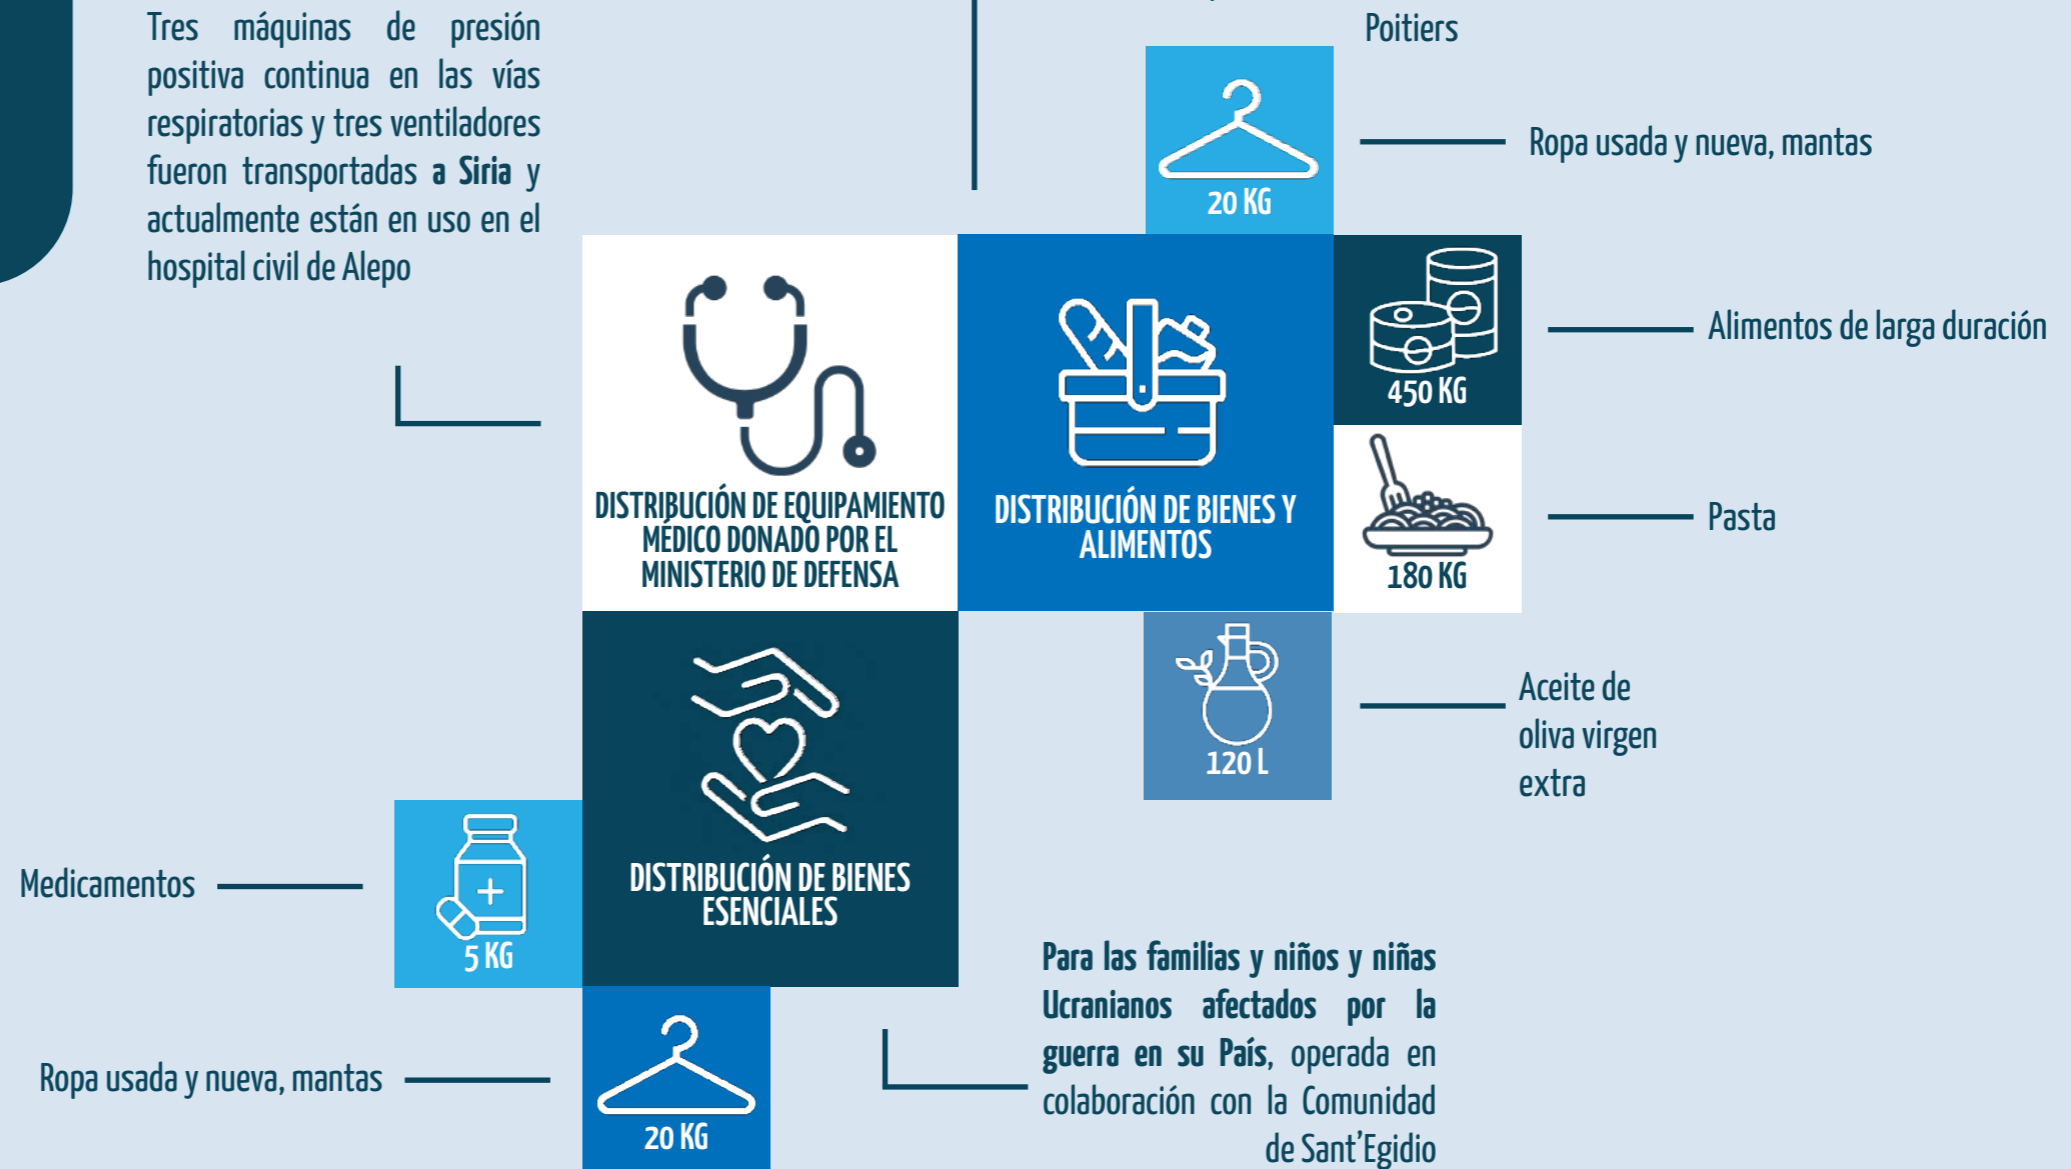 Tres máquinas de presión
positiva continua en las vías
respiratorias y tres ventiladores
fueron transportadas a Siria y
actualmente están en uso en el
hospital civil de Alepo
Poitiers
20 KG
Ropa usada y nueva, mantas
450 KG
Alimentos de larga duración
DISTRIBUCIÓN DE EQUIPAMIENTO
MÉDICO DONADO POR EL
MINISTERIO DE DEFENSA
DISTRIBUCIÓN DE BIENES Y
ALIMENTOS
180 KG
Pasta
120 L
Aceite de
oliva virgen
extra
DISTRIBUCIÓN DE BIENES
ESENCIALES
Medicamentos
5 KG
Ropa usada y nueva, mantas
20 KG
Para las familias y niños y niñas
Ucranianos afectados por la
guerra en su País, operada en
colaboración con la Comunidad
de Sant'Egidio